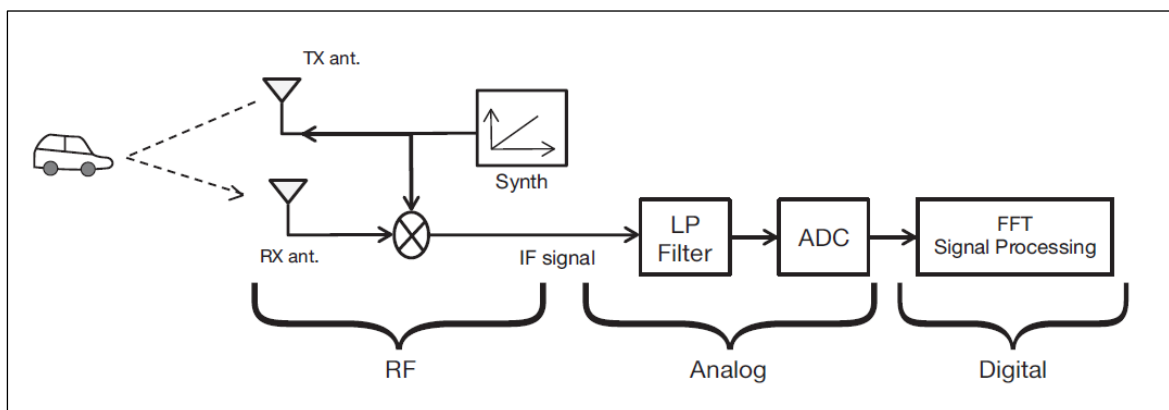 TX ant.
Synth
RX ant.
IF signal
LP
Filter
ADC
FFT
Signal Processing
RF
Analog
Digital